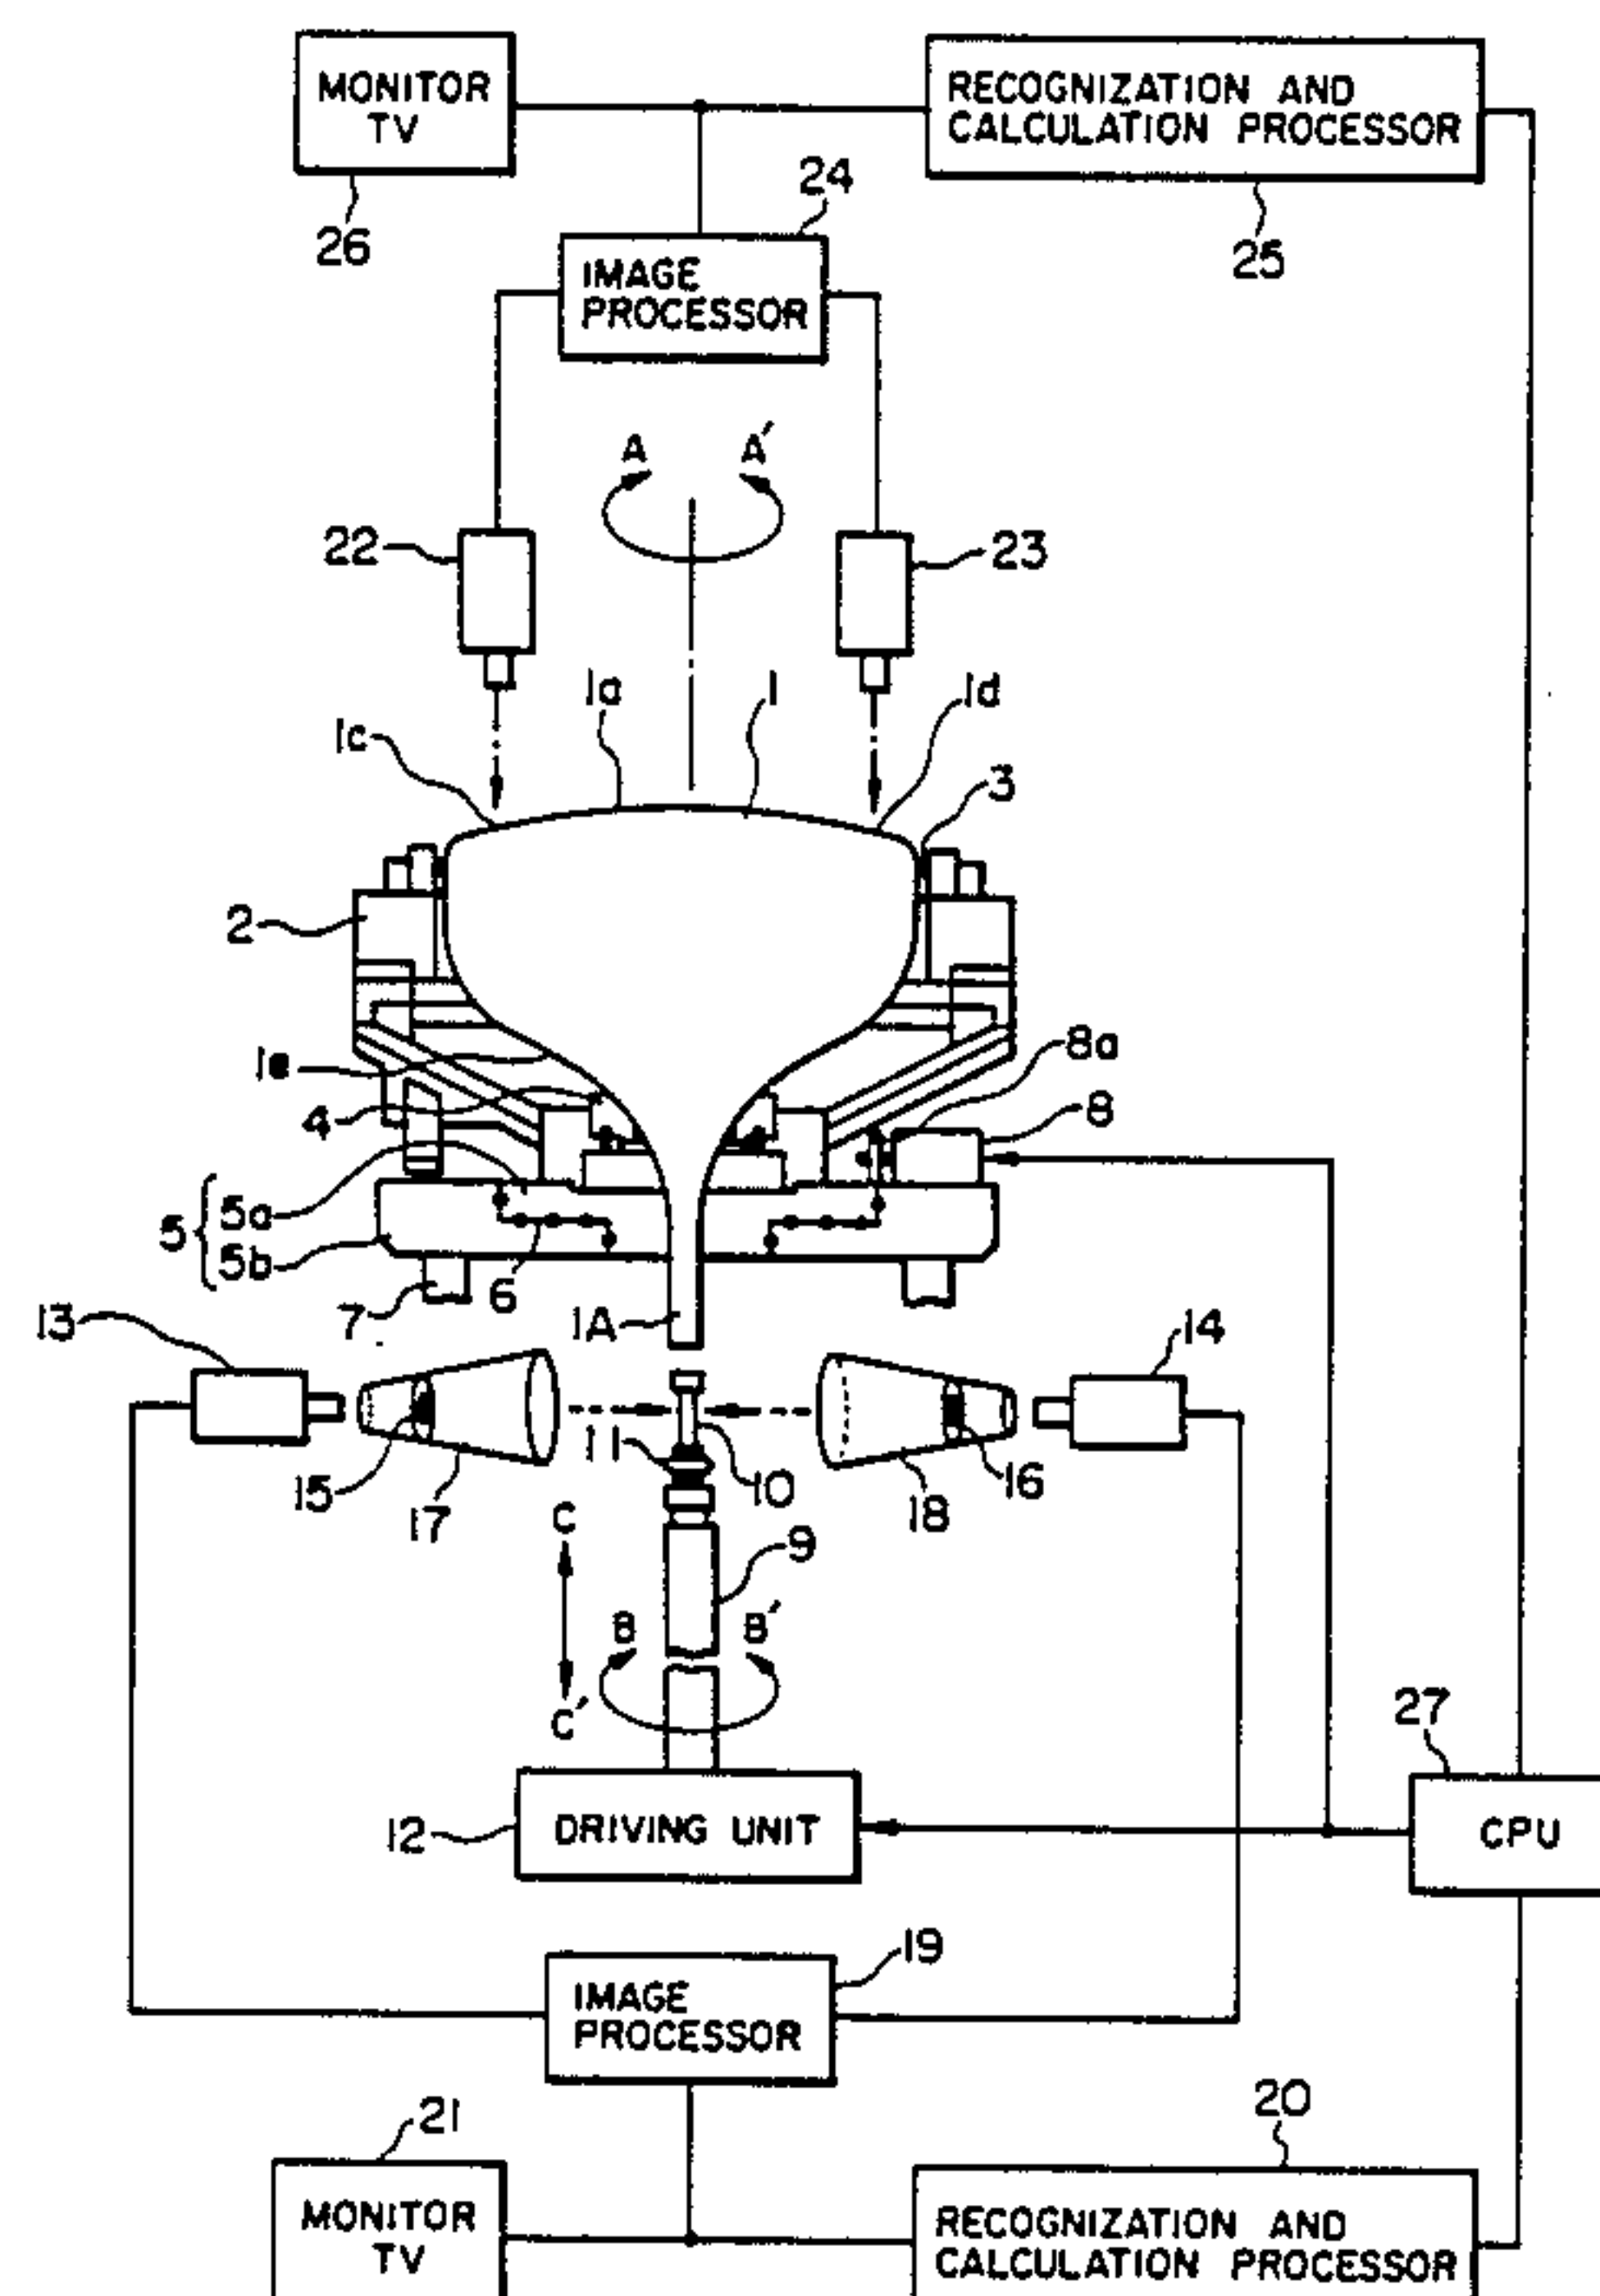 MONITOR
TV
RECOGNIZATION AND
CALCULATION PROCESSOR
24
26
25
IMAGE
PROCESSOR
A
A′
22
23
1a
1
1d
1c
3
2
1e
8a
4
8
5
5a
5b
7
6
1A
13
14
15
17
11
10
18
16
C
9
B
B′
C′
27
12
DRIVING UNIT
CPU
19
IMAGE
PROCESSOR
21
20
MONITOR
TV
RECOGNIZATION AND
CALCULATION PROCESSOR